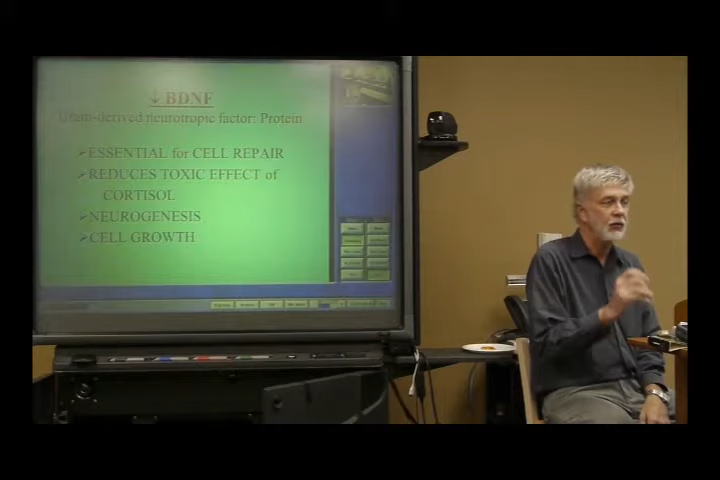 ↓BDNF
Brain-derived neurotropic factor: Protein
➢ESSENTIAL for CELL REPAIR
➢REDUCES TOXIC EFFECT of
CORTISOL
➢NEUROGENESIS
➢CELL GROWTH